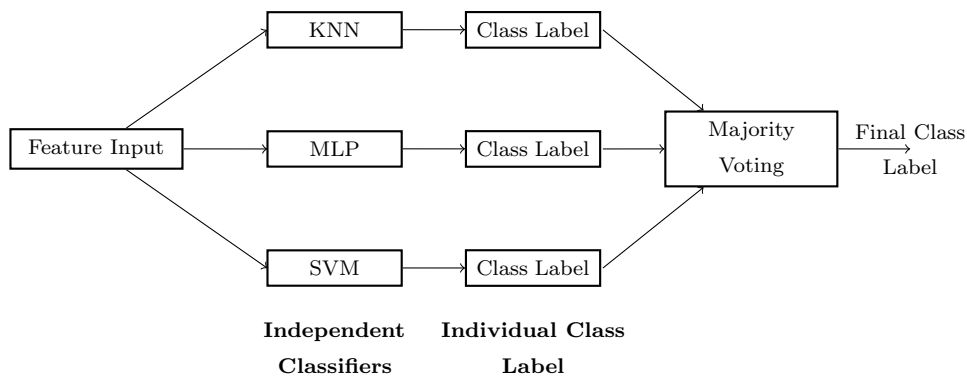 KNN
Class Label
Feature Input
MLP
Class Label
Majority
Voting
Final Class
Label
SVM
Class Label
Independent
Classifiers
Individual Class
Label